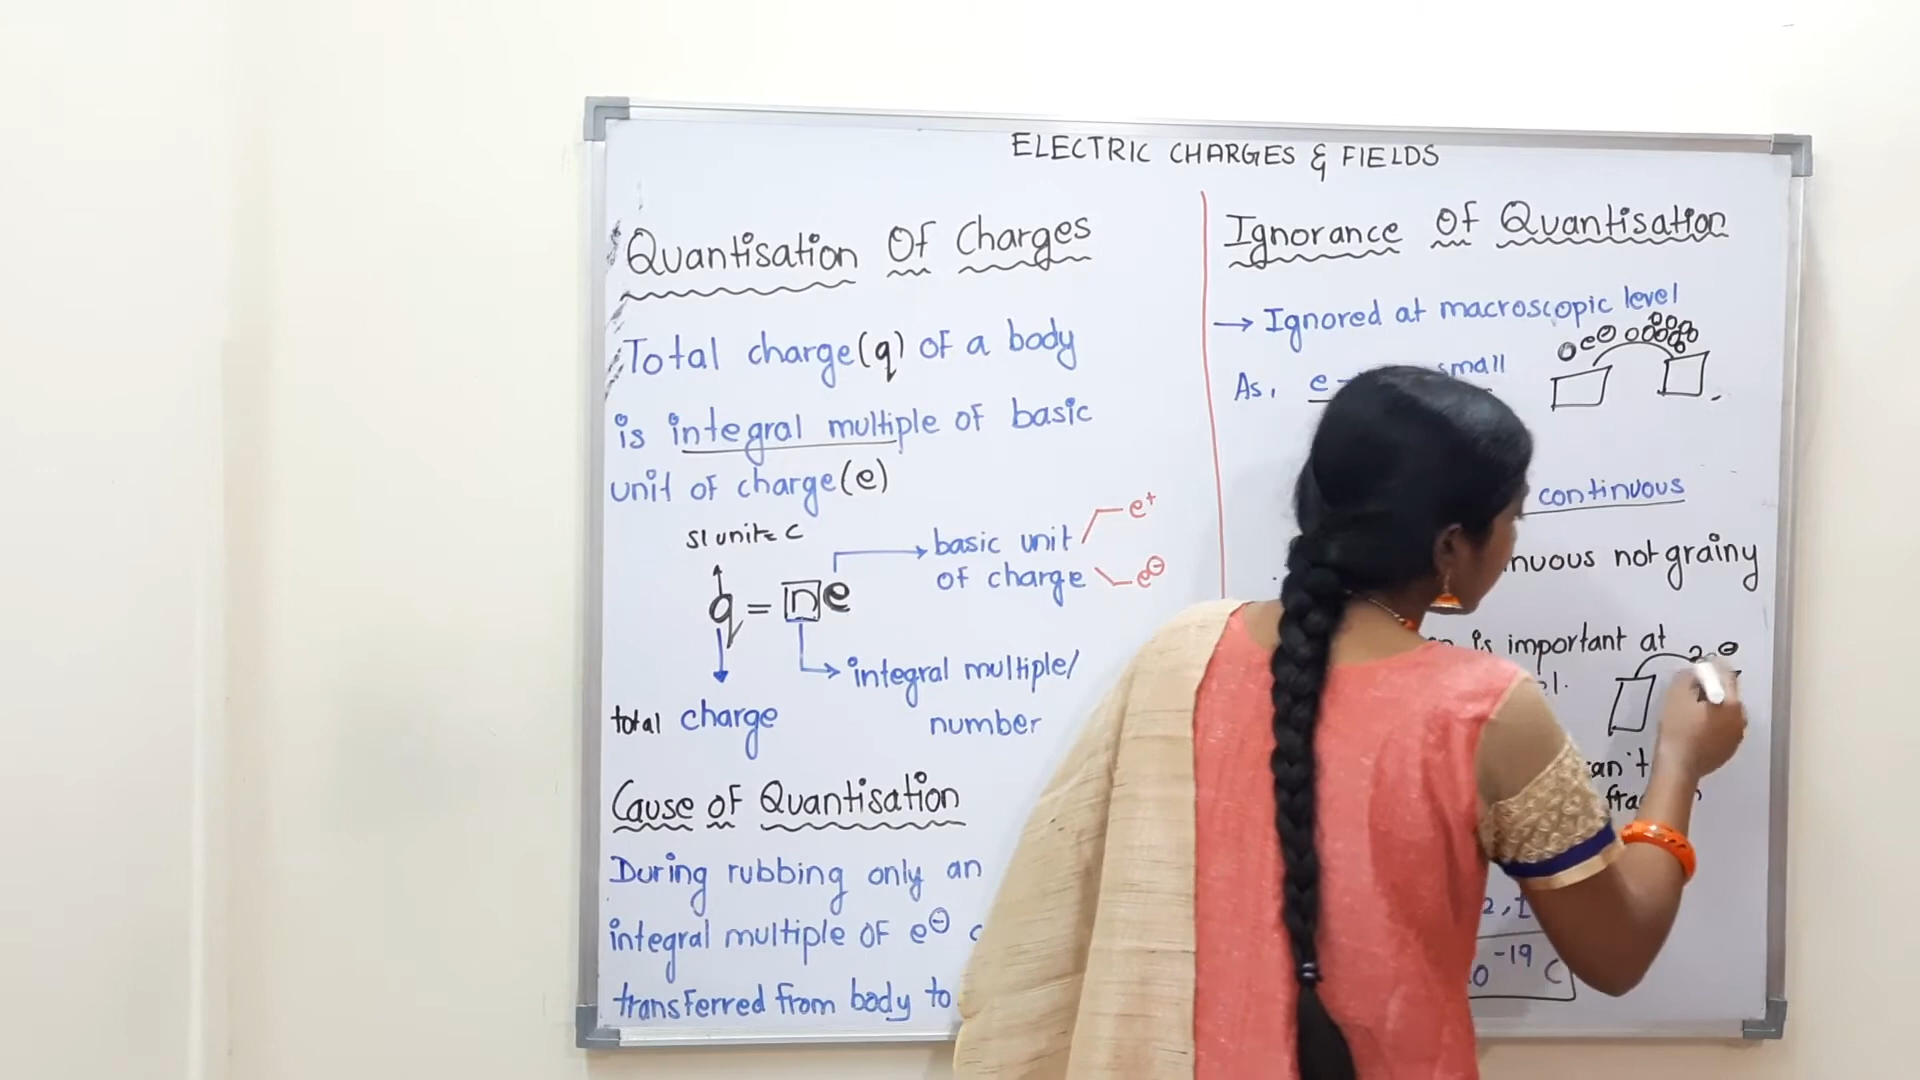 ELECTRIC CHARGES & FIELDS
Quantisation Of Charges
Total charge(q) of a body
is integral multiple of basic
unit of charge(e)
SI unit= C
q = n e
basic unit
of charge
e⁺
e⊖
integral multiple/
number
total charge
Cause of Quantisation
During rubbing only an
integral multiple of e⊖
transferred from body to
Ignorance Of Quantisation
→ Ignored at macroscopic level
As, e small
continuous
not grainy
is important at
-19 C